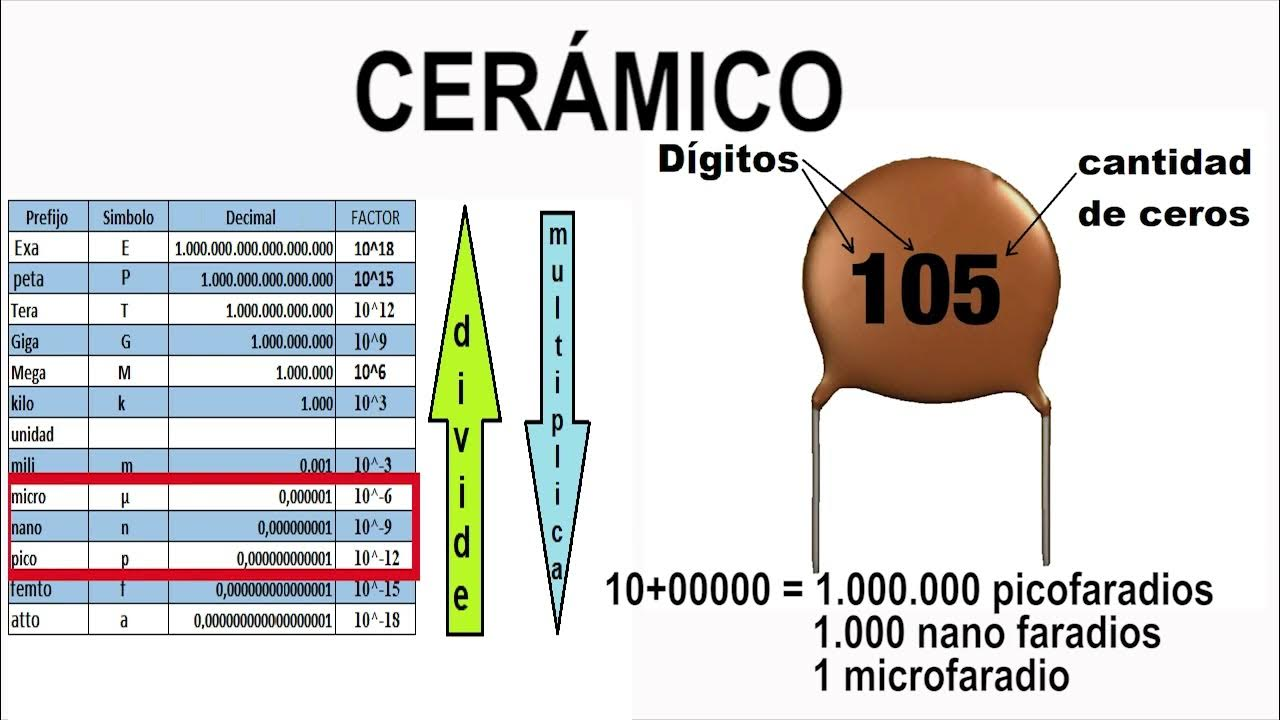 CERÁMICO
Dígitos
cantidad
de ceros
105
Prefijo Simbolo Decimal FACTOR
Exa E 1.000.000.000.000.000.000 10^18
peta P 1.000.000.000.000.000 10^15
Tera T 1.000.000.000.000 10^12
Giga G 1.000.000.000 10^9
Mega M 1.000.000 10^6
kilo k 1.000 10^3
unidad
mili m 0.001 10^-3
micro µ 0,000001 10^-6
nano n 0,000000001 10^-9
pico p 0,000000000001 10^-12
femto f 0,000000000000001 10^-15
atto a 0,000000000000000001 10^-18
divide
multiplica
10+00000 = 1.000.000 picofaradios
1.000 nano faradios
1 microfaradio